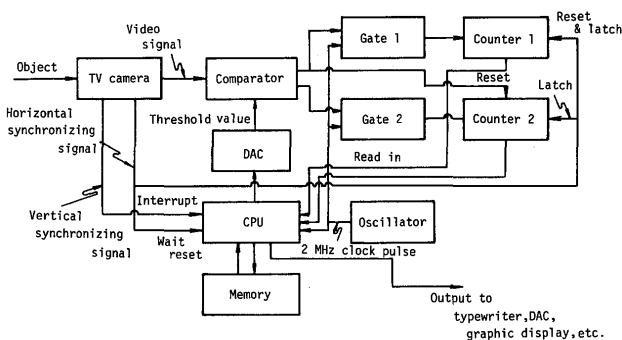 Video
signal
Reset
& latch
Gate 1
Counter 1
Object
TV camera
Comparator
Reset
Latch
Horizontal
synchronizing
signal
Threshold value
Gate 2
Counter 2
DAC
Read in
Interrupt
CPU
Oscillator
Vertical
synchronizing
signal
Wait
reset
2 MHz clock pulse
Memory
Output to
typewriter,DAC,
graphic display,etc.